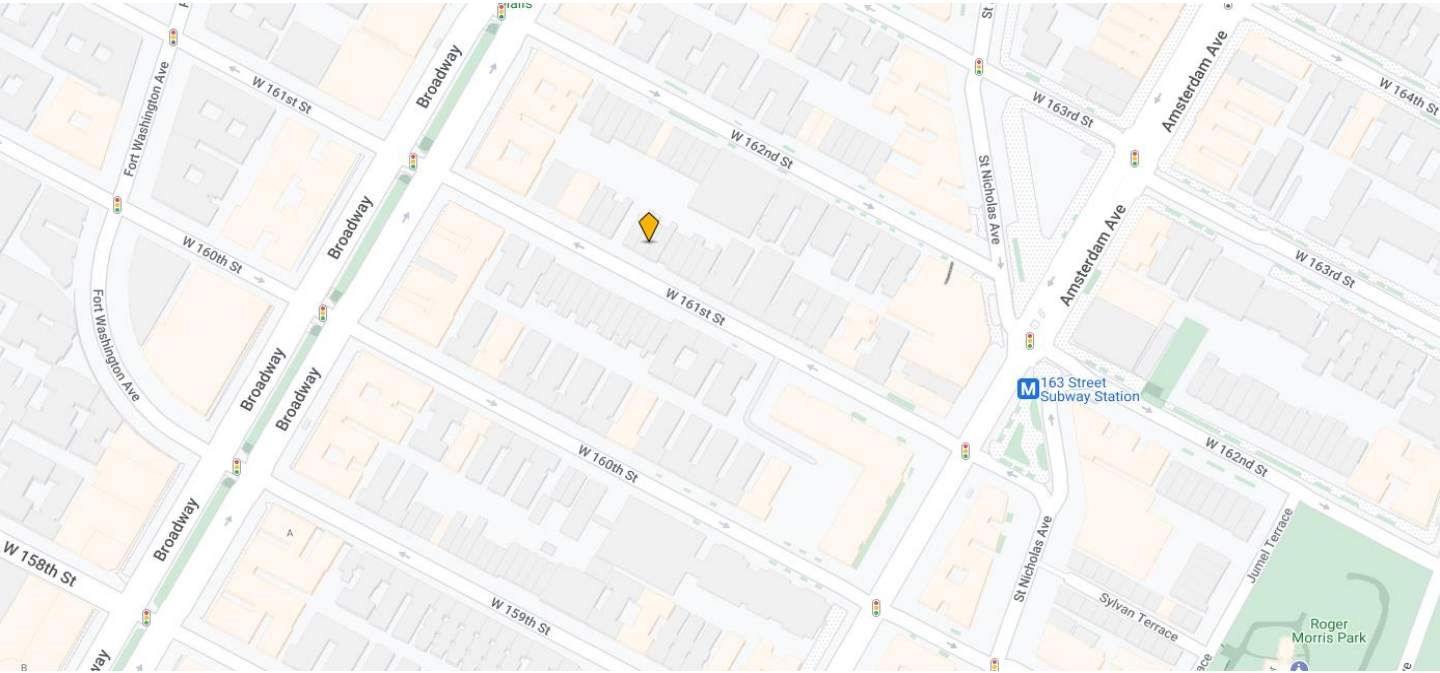 Halls
St
Fort Washington Ave
W 161st St
Broadway
W 163rd St
Amsterdam Ave
W 164th St
W 162nd St
St Nicholas Ave
Broadway
W 160th St
Amsterdam Ave
W 163rd St
Fort Washington Ave
W 161st St
Broadway
Broadway
M 163 Street
Subway Station
W 160th St
W 162nd St
Broadway
A
W 158th St
Jumel Terrace
St Nicholas Ave
W 159th St
Sylvan Terrace
Roger
Morris Park
B